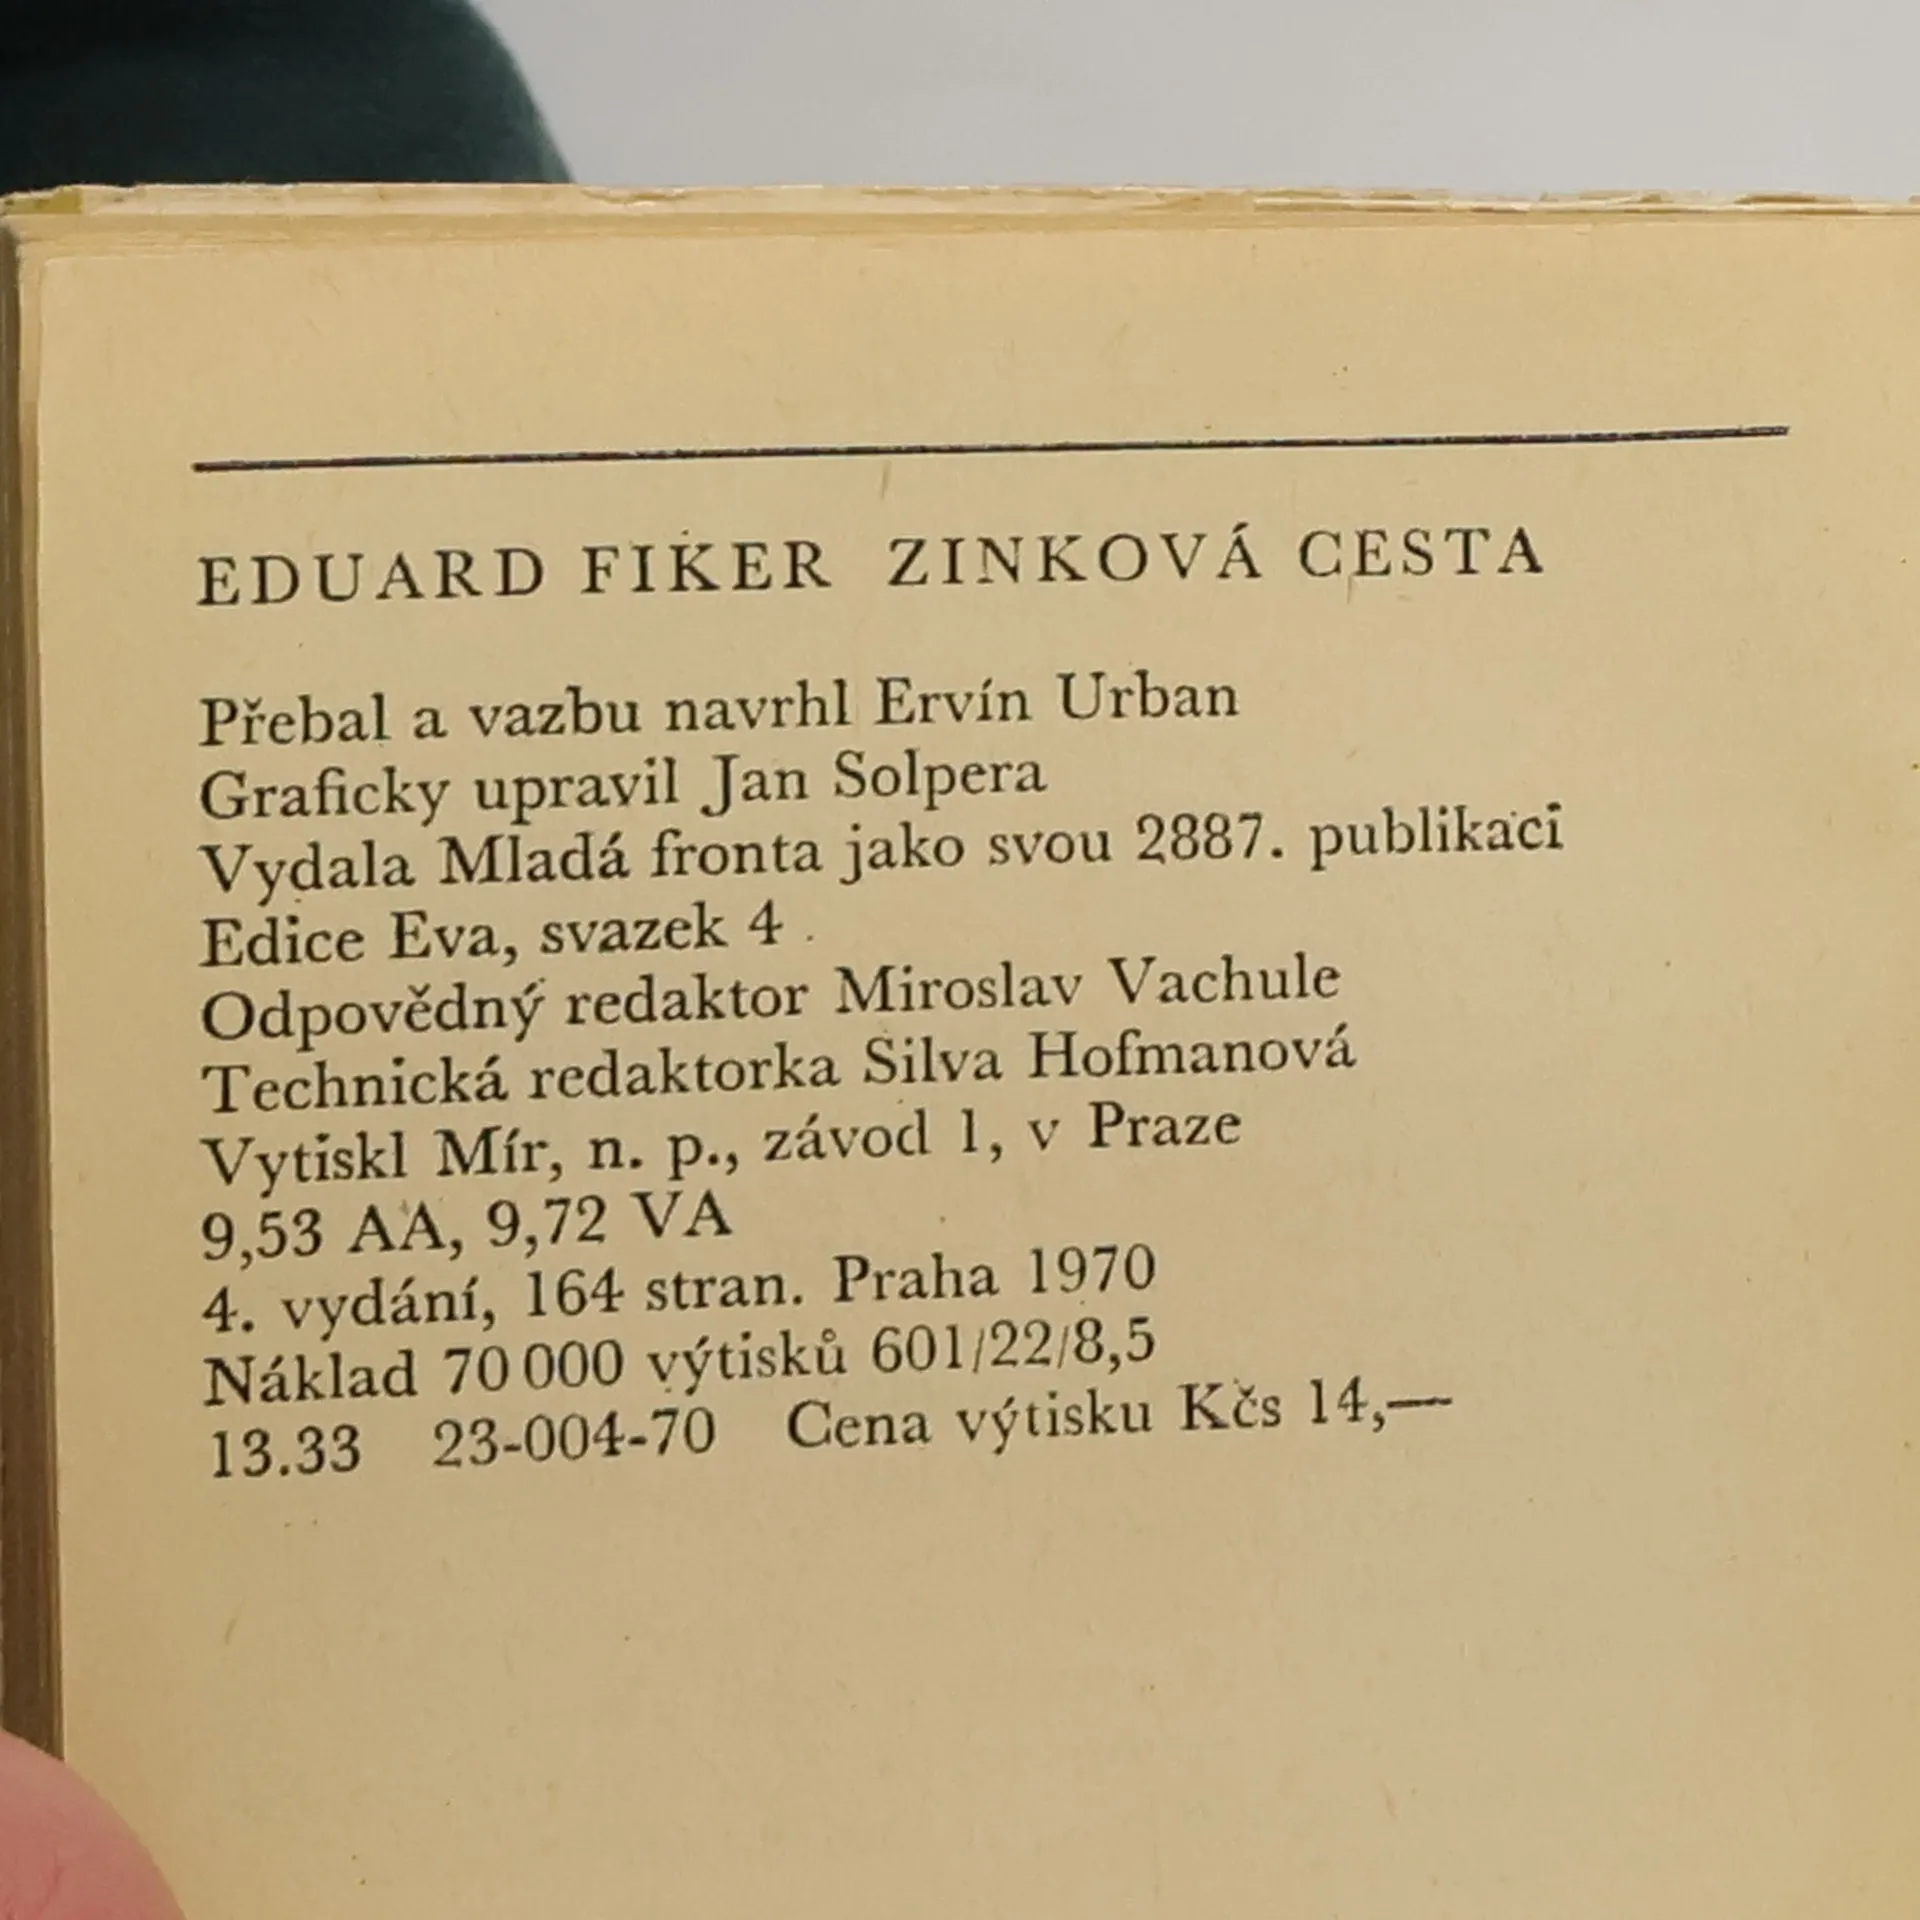 EDUARD FIKER ZINKOVÁ CESTA
Přebal a vazbu navrhl Ervín Urban
Graficky upravil Jan Solpera
Vydala Mladá fronta jako svou 2887. publikaci
Edice Eva, svazek 4
Odpovědný redaktor Miroslav Vachule
Technická redaktorka Silva Hofmanová
Vytiskl Mír, n. p., závod 1, v Praze
9,53 AA, 9,72 VA
4. vydání, 164 stran. Praha 1970
Náklad 70 000 výtisků 601/22/8,5
13.33 23-004-70 Cena výtisku Kčs 14,—